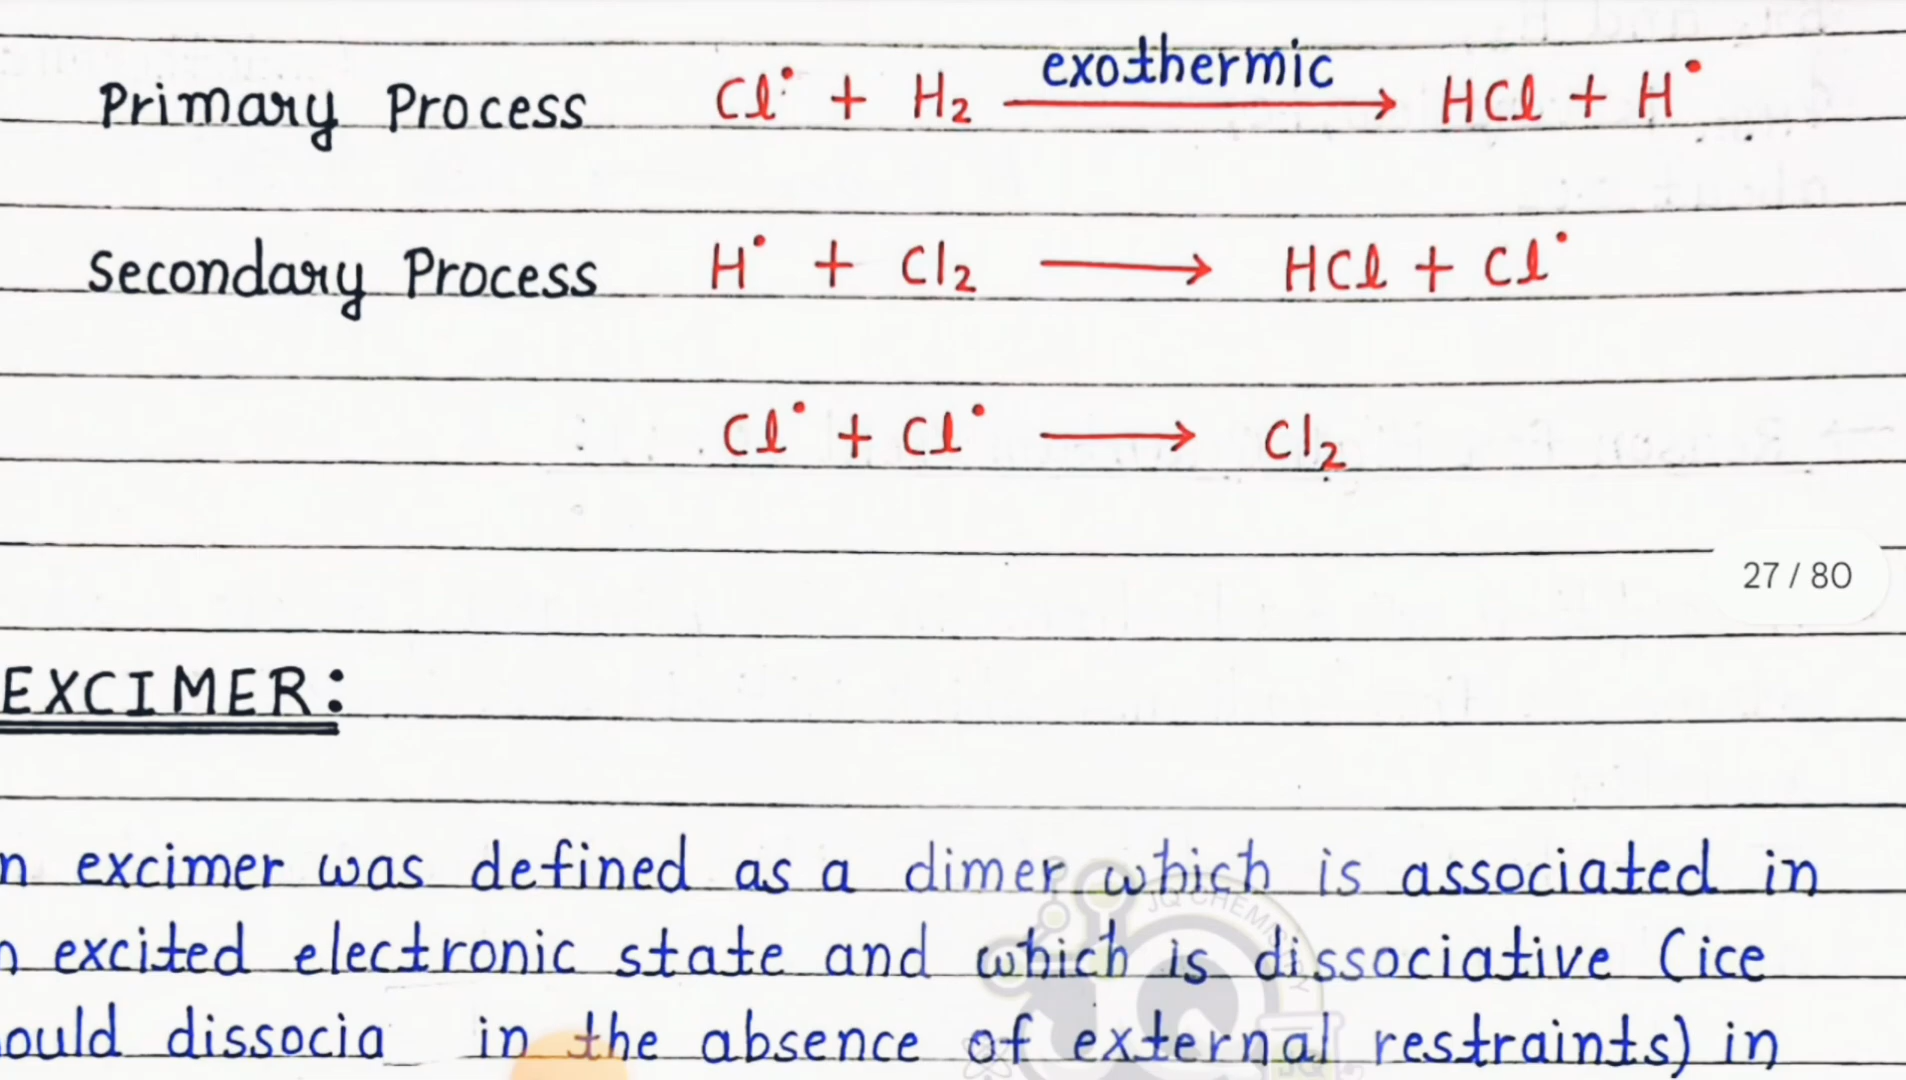 Primary Process Cl• + H₂ exothermic → HCl + H•
Secondary Process H• + Cl₂ → HCl + Cl•
Cl• + Cl• → Cl₂
27 / 80
EXCIMER:
n excimer was defined as a dimer which is associated in
n excited electronic state and which is dissociative (ice
ould dissocia in the absence of external restraints) in
JQ CHEMISTRY